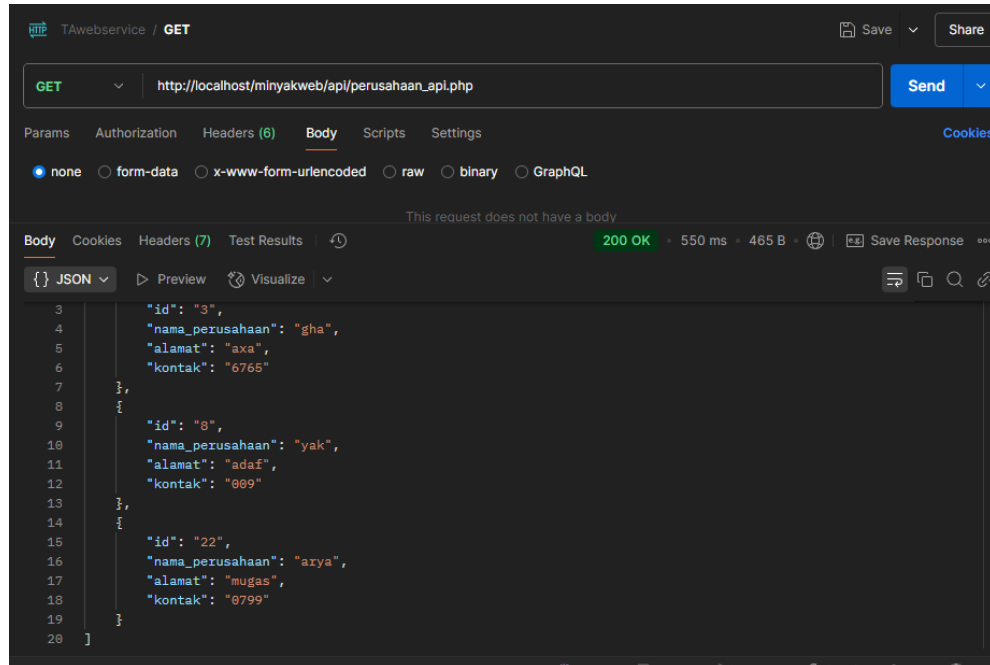 HTTP TAwebservice / GET Save Share
GET http://localhost/minyakweb/api/perusahaan_api.php Send
Params Authorization Headers (6) Body Scripts Settings Cookies
none form-data x-www-form-urlencoded raw binary GraphQL
This request does not have a body
Body Cookies Headers (7) Test Results 200 OK • 550 ms • 465 B • e.g. Save Response
{} JSON Preview Visualize
3 "id": "3",
4 "nama_perusahaan": "gha",
5 "alamat": "axa",
6 "kontak": "6765"
7 },
8 {
9 "id": "8",
10 "nama_perusahaan": "yak",
11 "alamat": "adaf",
12 "kontak": "009"
13 },
14 {
15 "id": "22",
16 "nama_perusahaan": "arya",
17 "alamat": "mugas",
18 "kontak": "0799"
19 }
20 ]